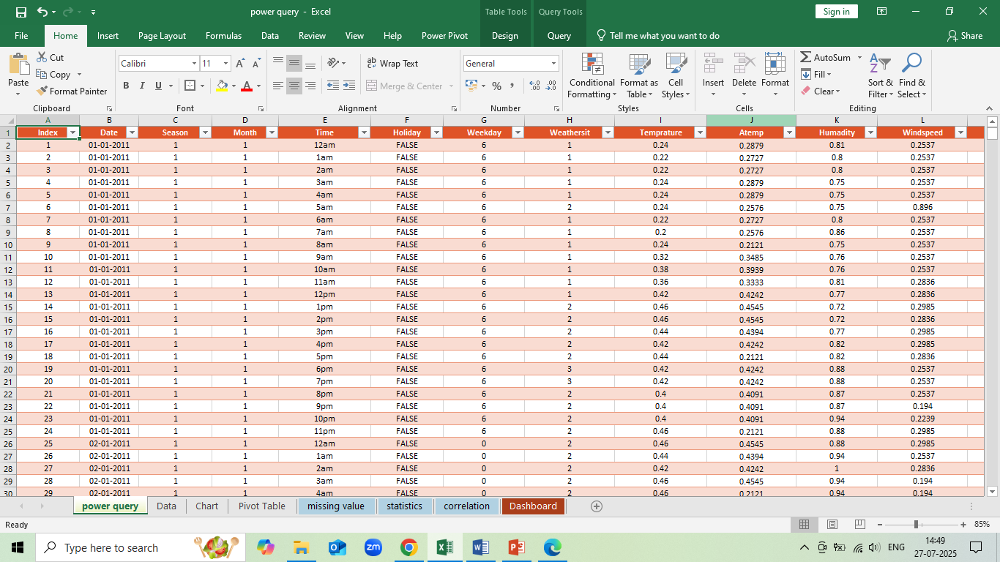 power query - Excel
Table Tools
Query Tools
Sign in
File Home Insert Page Layout Formulas Data Review View Help Power Pivot Design Query Tell me what you want to do Share
Cut
Copy
Format Painter
Paste
Clipboard
Calibri 11
B I U
Font
Wrap Text
Merge & Center
Alignment
General
% ,
Number
Conditional Formatting
Format as Table
Cell Styles
Styles
Insert Delete Format
Cells
AutoSum
Fill
Clear
Sort & Filter
Find & Select
Editing
A B C D E F G H I J K L
1 Index Date Season Month Time Holiday Weekday Weathersit Temprature Atemp Humadity Windspeed
2 1 01-01-2011 1 1 12am FALSE 6 1 0.24 0.2879 0.81 0.2537
3 2 01-01-2011 1 1 1am FALSE 6 1 0.22 0.2727 0.8 0.2537
4 3 01-01-2011 1 1 2am FALSE 6 1 0.22 0.2727 0.8 0.2537
5 4 01-01-2011 1 1 3am FALSE 6 1 0.24 0.2879 0.75 0.2537
6 5 01-01-2011 1 1 4am FALSE 6 1 0.24 0.2879 0.75 0.2537
7 6 01-01-2011 1 1 5am FALSE 6 2 0.24 0.2576 0.75 0.896
8 7 01-01-2011 1 1 6am FALSE 6 1 0.22 0.2727 0.8 0.2537
9 8 01-01-2011 1 1 7am FALSE 6 1 0.2 0.2576 0.86 0.2537
10 9 01-01-2011 1 1 8am FALSE 6 1 0.24 0.2121 0.75 0.2537
11 10 01-01-2011 1 1 9am FALSE 6 1 0.32 0.3485 0.76 0.2537
12 11 01-01-2011 1 1 10am FALSE 6 1 0.38 0.3939 0.76 0.2537
13 12 01-01-2011 1 1 11am FALSE 6 1 0.36 0.3333 0.81 0.2836
14 13 01-01-2011 1 1 12pm FALSE 6 1 0.42 0.4242 0.77 0.2836
15 14 01-01-2011 1 1 1pm FALSE 6 2 0.46 0.4545 0.72 0.2985
16 15 01-01-2011 1 1 2pm FALSE 6 2 0.46 0.4545 0.72 0.2836
17 16 01-01-2011 1 1 3pm FALSE 6 2 0.44 0.4394 0.77 0.2985
18 17 01-01-2011 1 1 4pm FALSE 6 2 0.42 0.4242 0.82 0.2985
19 18 01-01-2011 1 1 5pm FALSE 6 2 0.44 0.2121 0.82 0.2836
20 19 01-01-2011 1 1 6pm FALSE 6 3 0.42 0.4242 0.88 0.2537
21 20 01-01-2011 1 1 7pm FALSE 6 3 0.42 0.4242 0.88 0.2537
22 21 01-01-2011 1 1 8pm FALSE 6 2 0.4 0.4091 0.87 0.2537
23 22 01-01-2011 1 1 9pm FALSE 6 2 0.4 0.4091 0.87 0.194
24 23 01-01-2011 1 1 10pm FALSE 6 2 0.4 0.4091 0.94 0.2239
25 24 01-01-2011 1 1 11pm FALSE 6 2 0.46 0.2121 0.88 0.2985
26 25 02-01-2011 1 1 12am FALSE 0 2 0.46 0.4545 0.88 0.2985
27 26 02-01-2011 1 1 1am FALSE 0 2 0.44 0.4394 0.94 0.2537
28 27 02-01-2011 1 1 2am FALSE 0 2 0.42 0.4242 1 0.2836
29 28 02-01-2011 1 1 3am FALSE 0 2 0.46 0.4545 0.94 0.194
30 29 02-01-2011 1 1 4am FALSE 0 2 0.46 0.2121 0.94 0.194
power query Data Chart Pivot Table missing value statistics correlation Dashboard
Ready 85%
Type here to search
zm
ENG
14:49
27-07-2025